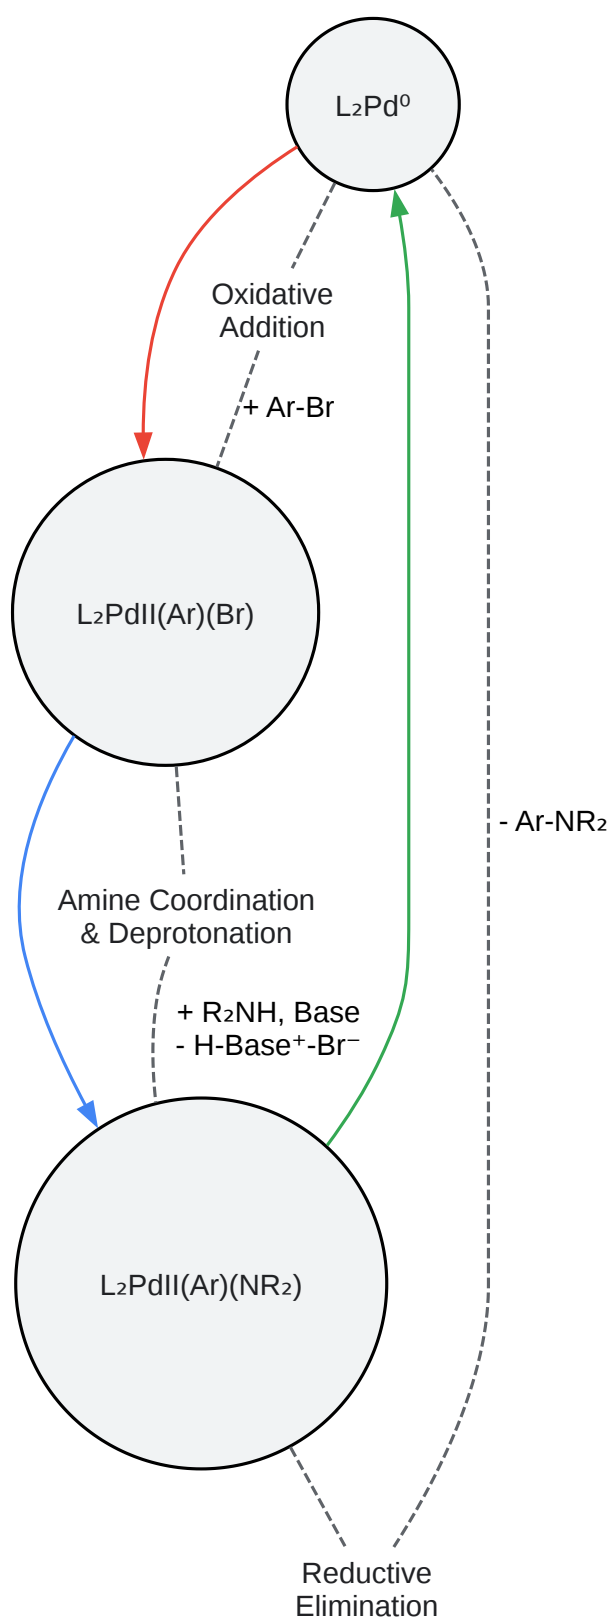 L₂Pd⁰
Oxidative
Addition
+ Ar-Br
L₂PdII(Ar)(Br)
- Ar-NR₂
Amine Coordination
& Deprotonation
+ R₂NH, Base
- H-Base⁺-Br⁻
L₂PdII(Ar)(NR₂)
Reductive
Elimination